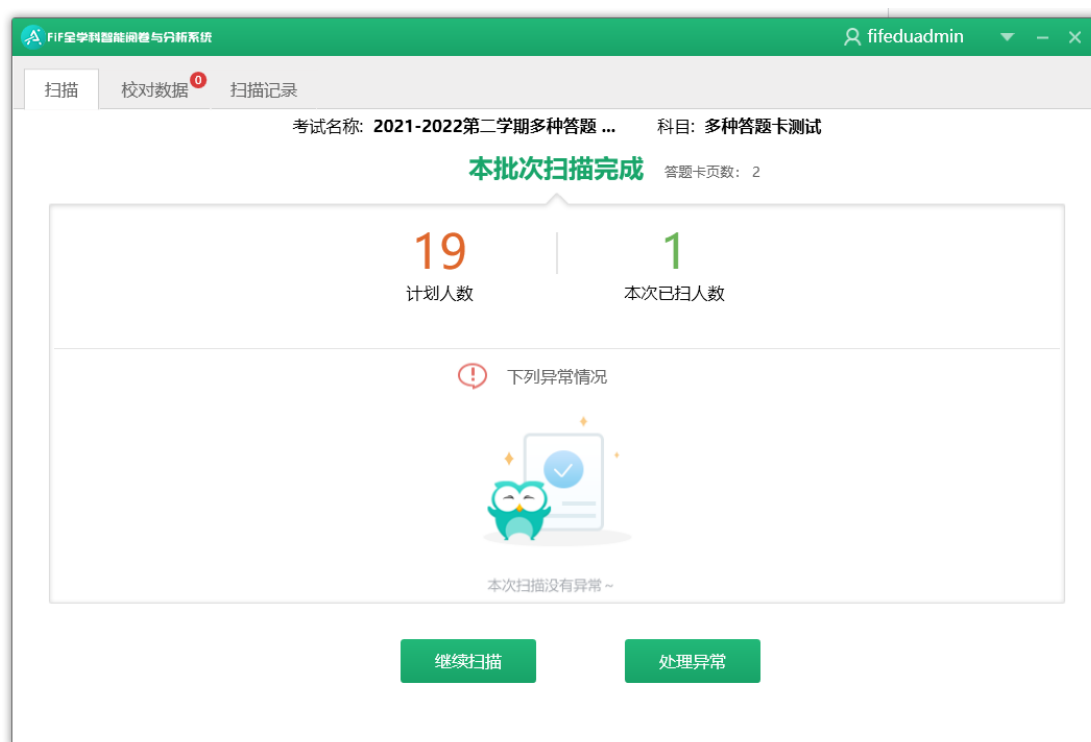 FIF全学科智能阅卷与分析系统 fifeduadmin
扫描 校对数据 0 扫描记录
考试名称: 2021-2022第二学期多种答题 ... 科目: 多种答题卡测试
本批次扫描完成 答题卡页数: 2
19 1
计划人数 本次已扫人数
下列异常情况
本次扫描没有异常~
继续扫描 处理异常